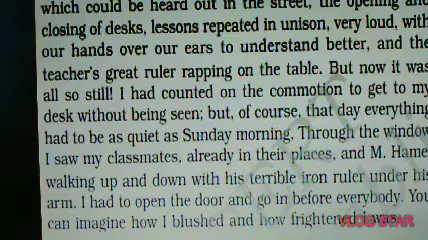 which could be heard out in the street, the opening and
closing of desks, lessons repeated in unison, very loud, with
our hands over our ears to understand better, and the
teacher's great ruler rapping on the table. But now it was
all so still! I had counted on the commotion to get to my
desk without being seen; but, of course, that day everything
had to be as quiet as Sunday morning. Through the window
I saw my classmates, already in their places, and M. Hame
walking up and down with his terrible iron ruler under his
arm. I had to open the door and go in before everybody. You
can imagine how I blushed and how frightened I was.
STAR